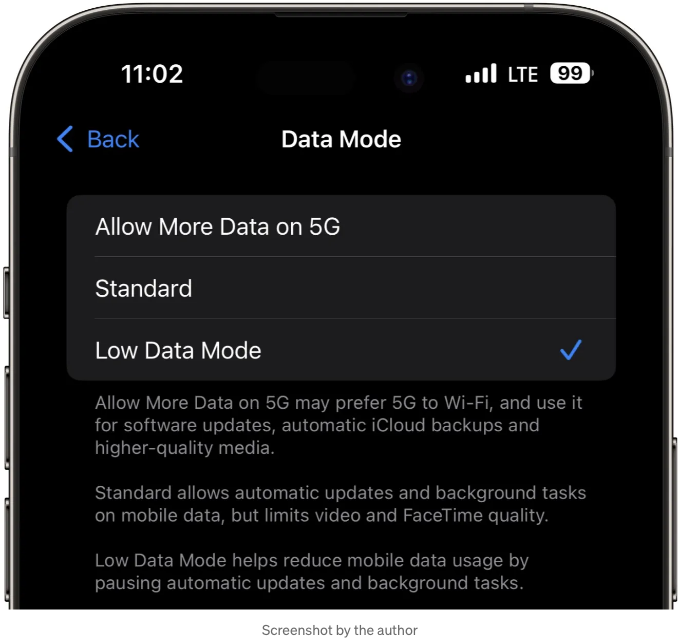 11:02
LTE
99
Back
Data Mode
Allow More Data on 5G
Standard
Low Data Mode
Allow More Data on 5G may prefer 5G to Wi-Fi, and use it
for software updates, automatic iCloud backups and
higher-quality media.
Standard allows automatic updates and background tasks
on mobile data, but limits video and FaceTime quality.
Low Data Mode helps reduce mobile data usage by
pausing automatic updates and background tasks.
Screenshot by the author